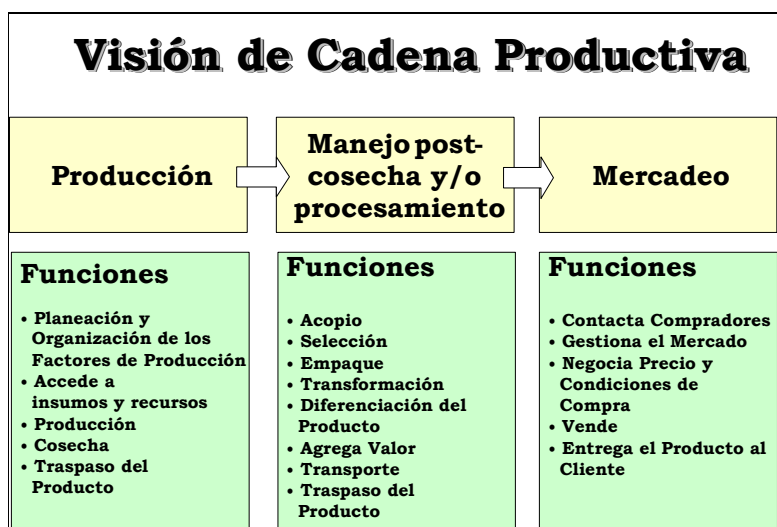 Visión de Cadena Productiva
Producción
Manejo post-
cosecha y/o
procesamiento
Mercadeo
Funciones
• Planeación y
Organización de los
Factores de Producción
• Accede a
insumos y recursos
• Producción
• Cosecha
• Traspaso del
Producto
Funciones
• Acopio
• Selección
• Empaque
• Transformación
• Diferenciación del
Producto
• Agrega Valor
• Transporte
• Traspaso del
Producto
Funciones
• Contacta Compradores
• Gestiona el Mercado
• Negocia Precio y
Condiciones de
Compra
• Vende
• Entrega el Producto al
Cliente